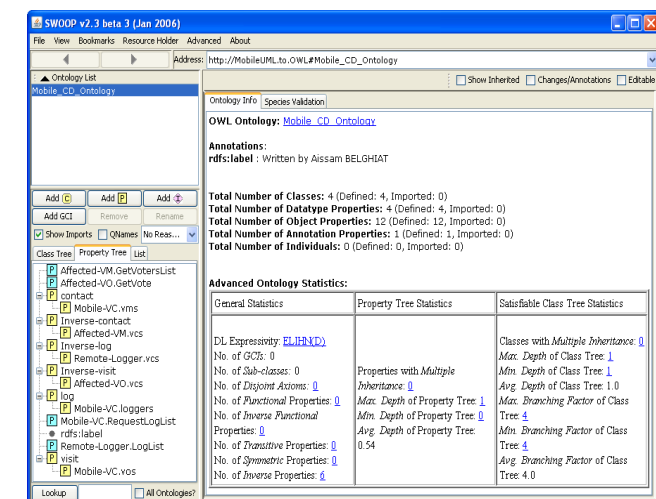 SWOOP v2.3 beta 3 (Jan 2006)
File View Bookmarks Resource Holder Advanced About
Address: http://MobileUML.to.OWL#Mobile_CD_Ontology
Ontology List
Show Inherited Changes/Annotations Editable
Mobile_CD_Ontology
Ontology Info Species Validation
OWL Ontology: Mobile_CD_Ontology
Annotations:
rdfs:label : Written by Aissam BELGHIAT
Total Number of Classes: 4 (Defined: 4, Imported: 0)
Total Number of Datatype Properties: 4 (Defined: 4, Imported: 0)
Total Number of Object Properties: 12 (Defined: 12, Imported: 0)
Total Number of Annotation Properties: 1 (Defined: 1, Imported: 0)
Total Number of Individuals: 0 (Defined: 0, Imported: 0)
Add C Add P Add I
Add GCI Remove Rename
Show Imports QNames No Reas...
Class Tree Property Tree List
P Affected-VM.GetVotersList
P Affected-VO.GetVote
P contact
P Mobile-VC.vms
P Inverse-contact
P Affected-VM.vcs
P Inverse-log
P Remote-Logger.vcs
P Inverse-visit
P Affected-VO.vcs
P log
P Mobile-VC.loggers
P Mobile-VC.RequestLogList
rdfs:label
P Remote-Logger.LogList
P visit
P Mobile-VC.vos
Lookup All Ontologies?
Advanced Ontology Statistics:
General Statistics
DL Expressivity: ELIHN(D)
No. of GCIs: 0
No. of Sub-classes: 0
No. of Disjoint Axioms: 0
No. of Functional Properties: 0
No. of Inverse Functional
Properties: 0
No. of Transitive Properties: 0
No. of Symmetric Properties: 0
No. of Inverse Properties: 6
Property Tree Statistics
Properties with Multiple
Inheritance: 0
Max. Depth of Property Tree: 1
Min. Depth of Property Tree: 0
Avg. Depth of Property Tree:
0.54
Satisfiable Class Tree Statistics
Classes with Multiple Inheritance: 0
Max. Depth of Class Tree: 1
Min. Depth of Class Tree: 1
Avg. Depth of Class Tree: 1.0
Max. Branching Factor of Class
Tree: 4
Min. Branching Factor of Class
Tree: 4
Avg. Branching Factor of Class
Tree: 4.0